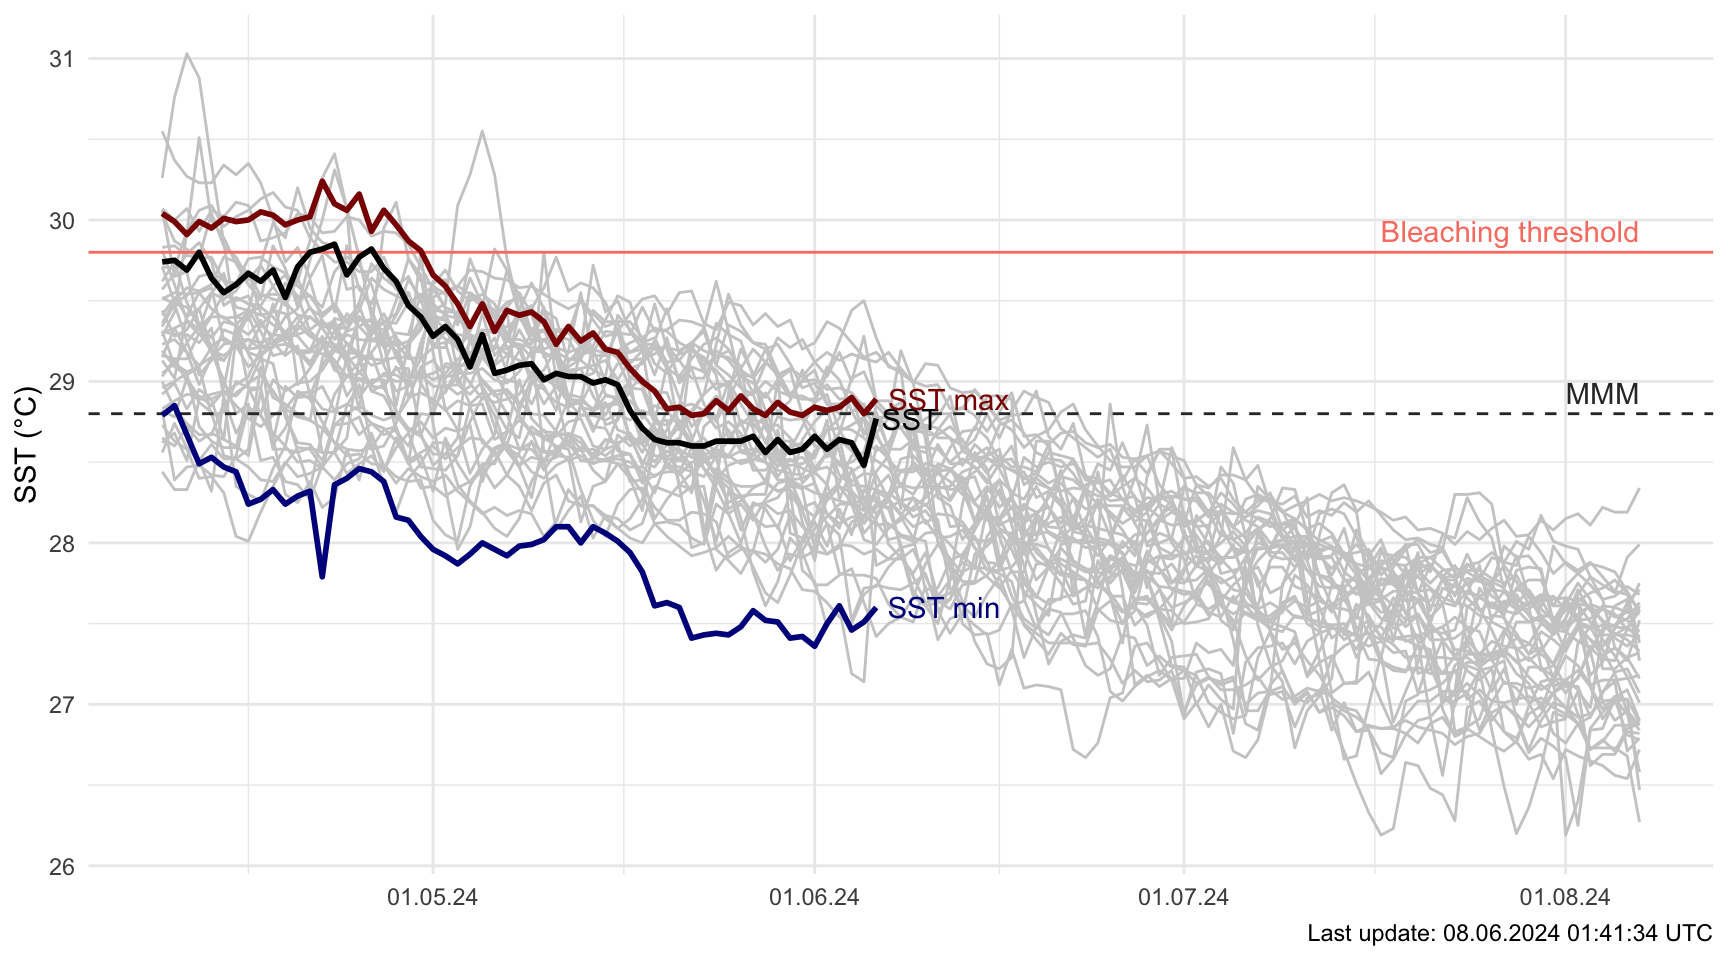 31
30
29
28
27
26
SST (°C)
Bleaching threshold
MMM
SST max
SST
SST min
01.05.24
01.06.24
01.07.24
01.08.24
Last update: 08.06.2024 01:41:34 UTC